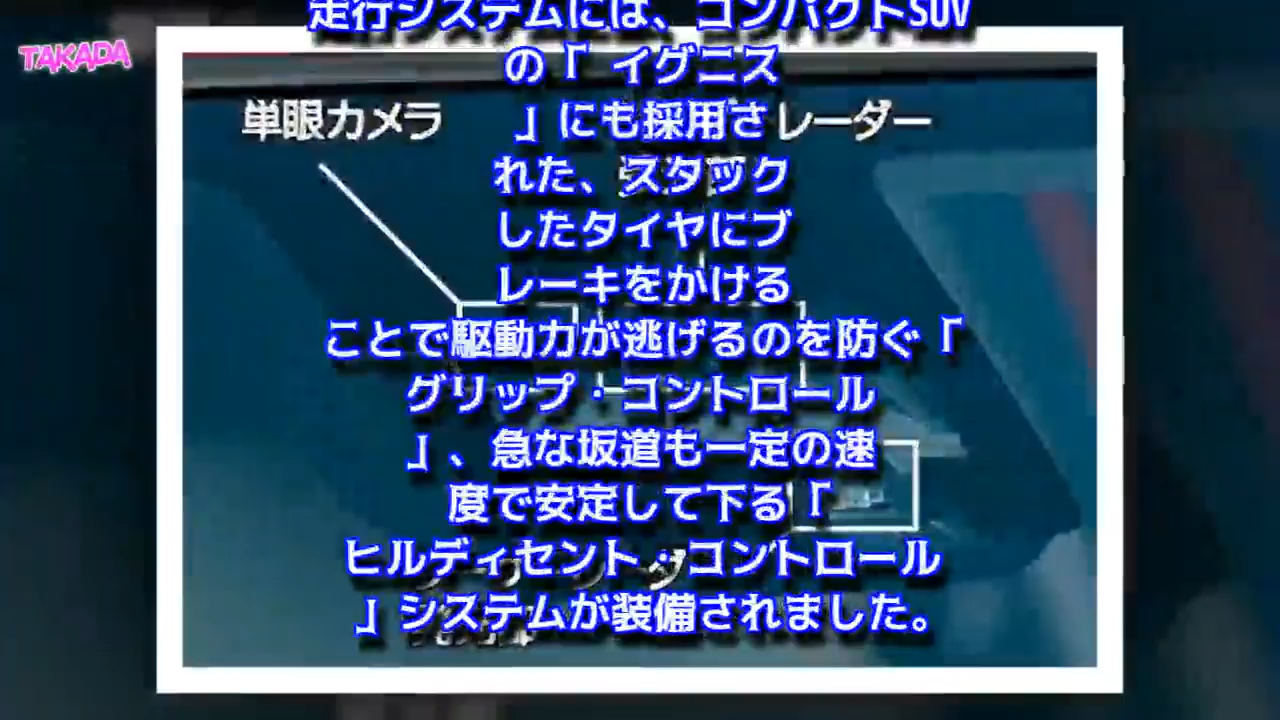 走行システムには、コンパクトSUV
の「 イグニス
」にも採用さ
れた、スタック
したタイヤにブ
レーキをかける
ことで駆動力が逃げるのを防ぐ「
グリップ・コントロール
」、急な坂道も一定の速
度で安定して下る「
ヒルディセント・コントロール
」システムが装備されました。
TAKADA
単眼カメラ
レーダー